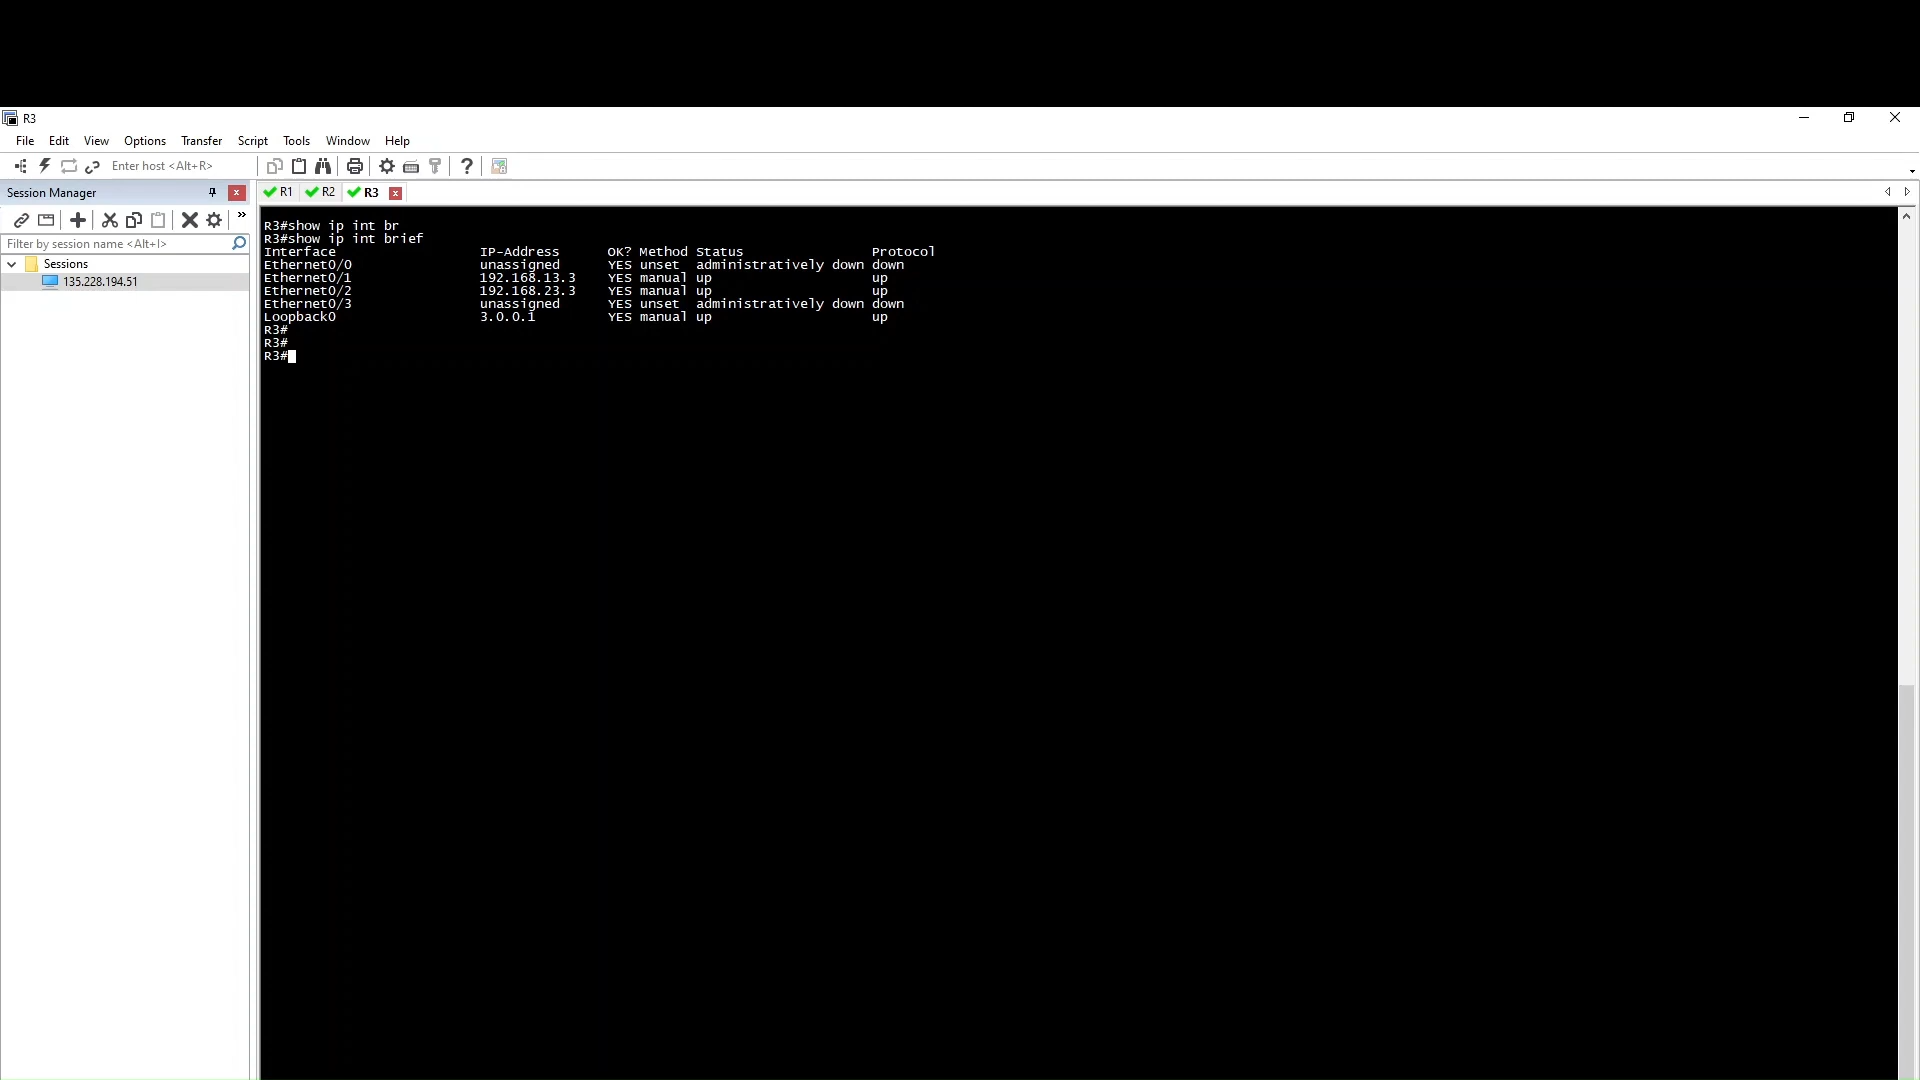 R3
File Edit View Options Transfer Script Tools Window Help
Enter host <Alt+R>
Session Manager
R1 R2 R3
Filter by session name <Alt+I>
Sessions
135.228.194.51
R3#show ip int br
R3#show ip int brief
Interface IP-Address OK? Method Status Protocol
Ethernet0/0 unassigned YES unset administratively down down
Ethernet0/1 192.168.13.3 YES manual up up
Ethernet0/2 192.168.23.3 YES manual up up
Ethernet0/3 unassigned YES unset administratively down down
Loopback0 3.0.0.1 YES manual up up
R3#
R3#
R3#